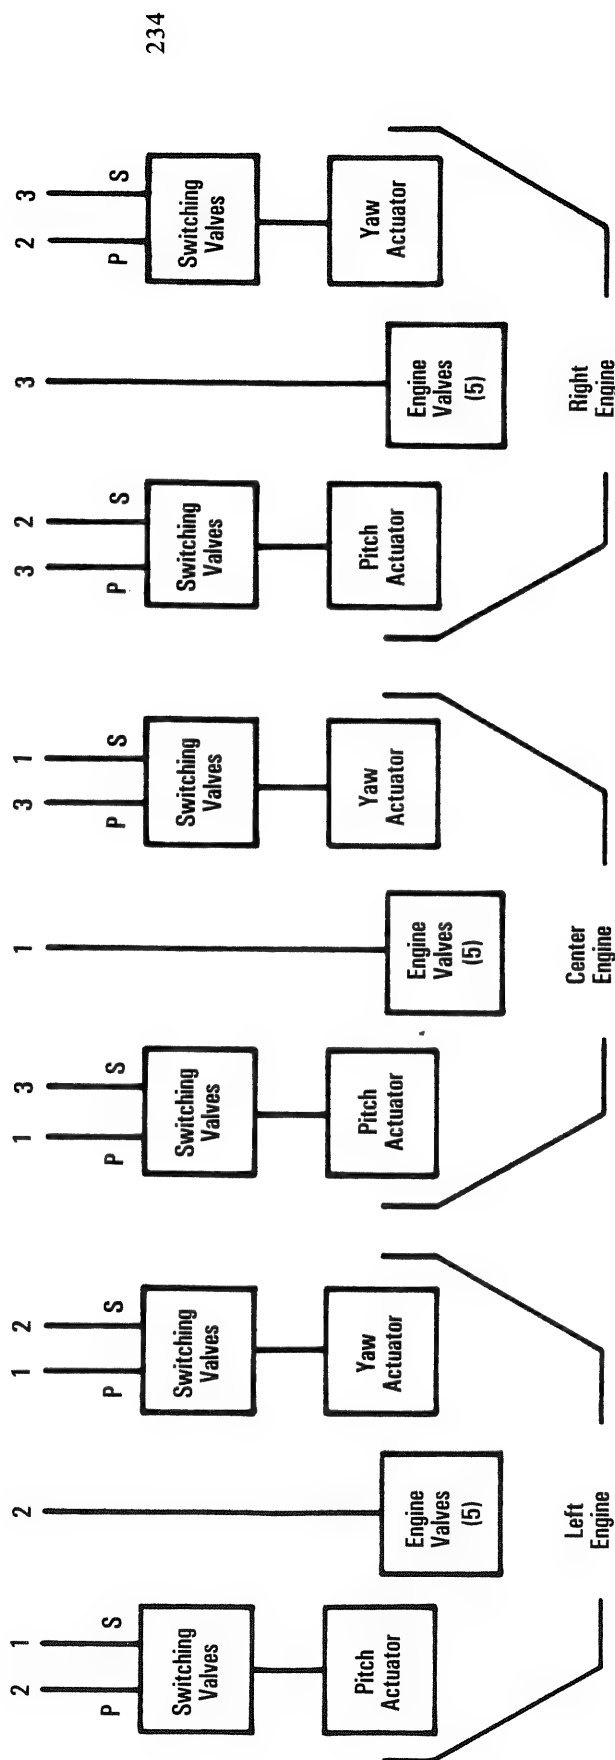 234
2 1
2
1 2
1 3
1
3 1
3 2
3
2 3
P S
P S
P S
P S
P S
P S
Switching
Valves
Switching
Valves
Switching
Valves
Switching
Valves
Switching
Valves
Switching
Valves
Pitch
Actuator
Engine
Valves
(5)
Yaw
Actuator
Pitch
Actuator
Engine
Valves
(5)
Yaw
Actuator
Pitch
Actuator
Engine
Valves
(5)
Yaw
Actuator
Left
Engine
Center
Engine
Right
Engine